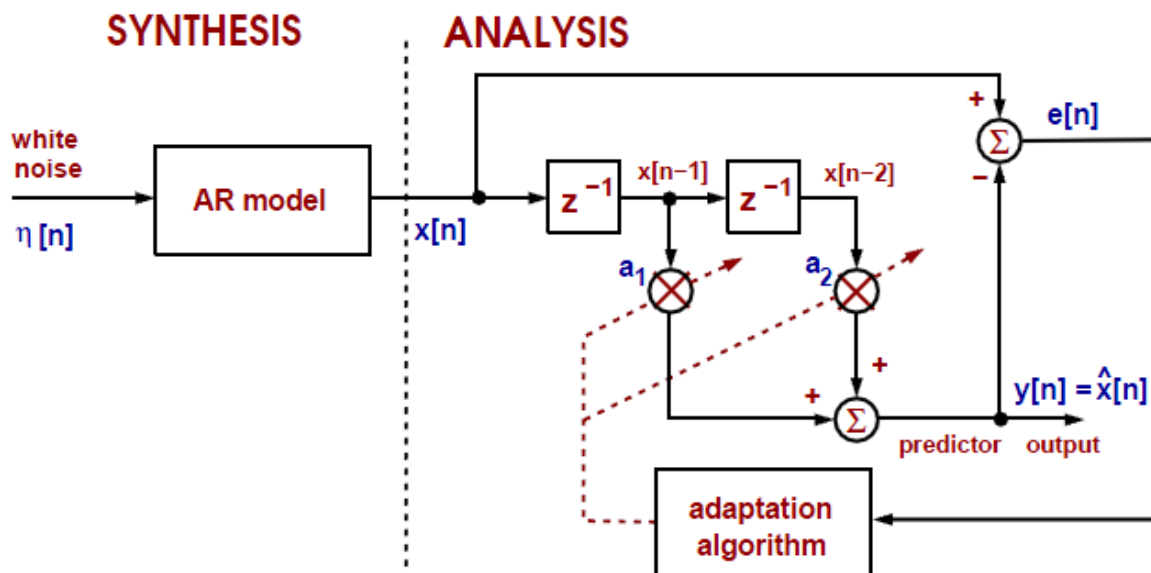 SYNTHESIS
ANALYSIS
white
noise
η [n]
AR model
x[n]
z⁻¹
x[n−1]
z⁻¹
x[n−2]
a₁
a₂
+
+
Σ
+
−
Σ
e[n]
y[n] = x̂[n]
predictor output
adaptation
algorithm